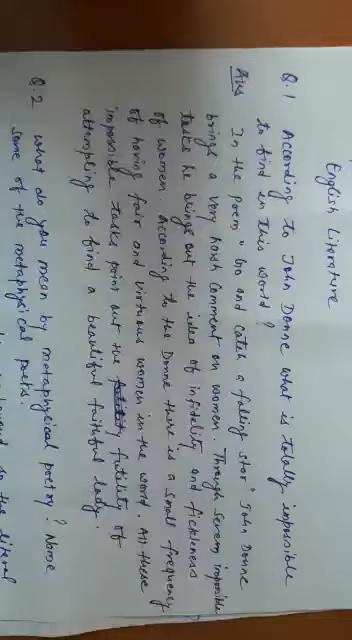 English Literature
Q.1 According to John Donne what is totally impossible
to find in this world?
Ans In the poem "Go and catch a falling star" John Donne
brings a very harsh comment on women. Through seven impossible
tasks he brings out the idea of infidelity and fickleness
of women. According to the Donne there is a small frequency
of having fair and virtuous women in the word. All these
impossible tasks point out the futility of
attempting to find a beautiful faithful lady.
Q.2 What do you mean by metaphysical poetry? Name
some of the metaphysical poets.
to the literal